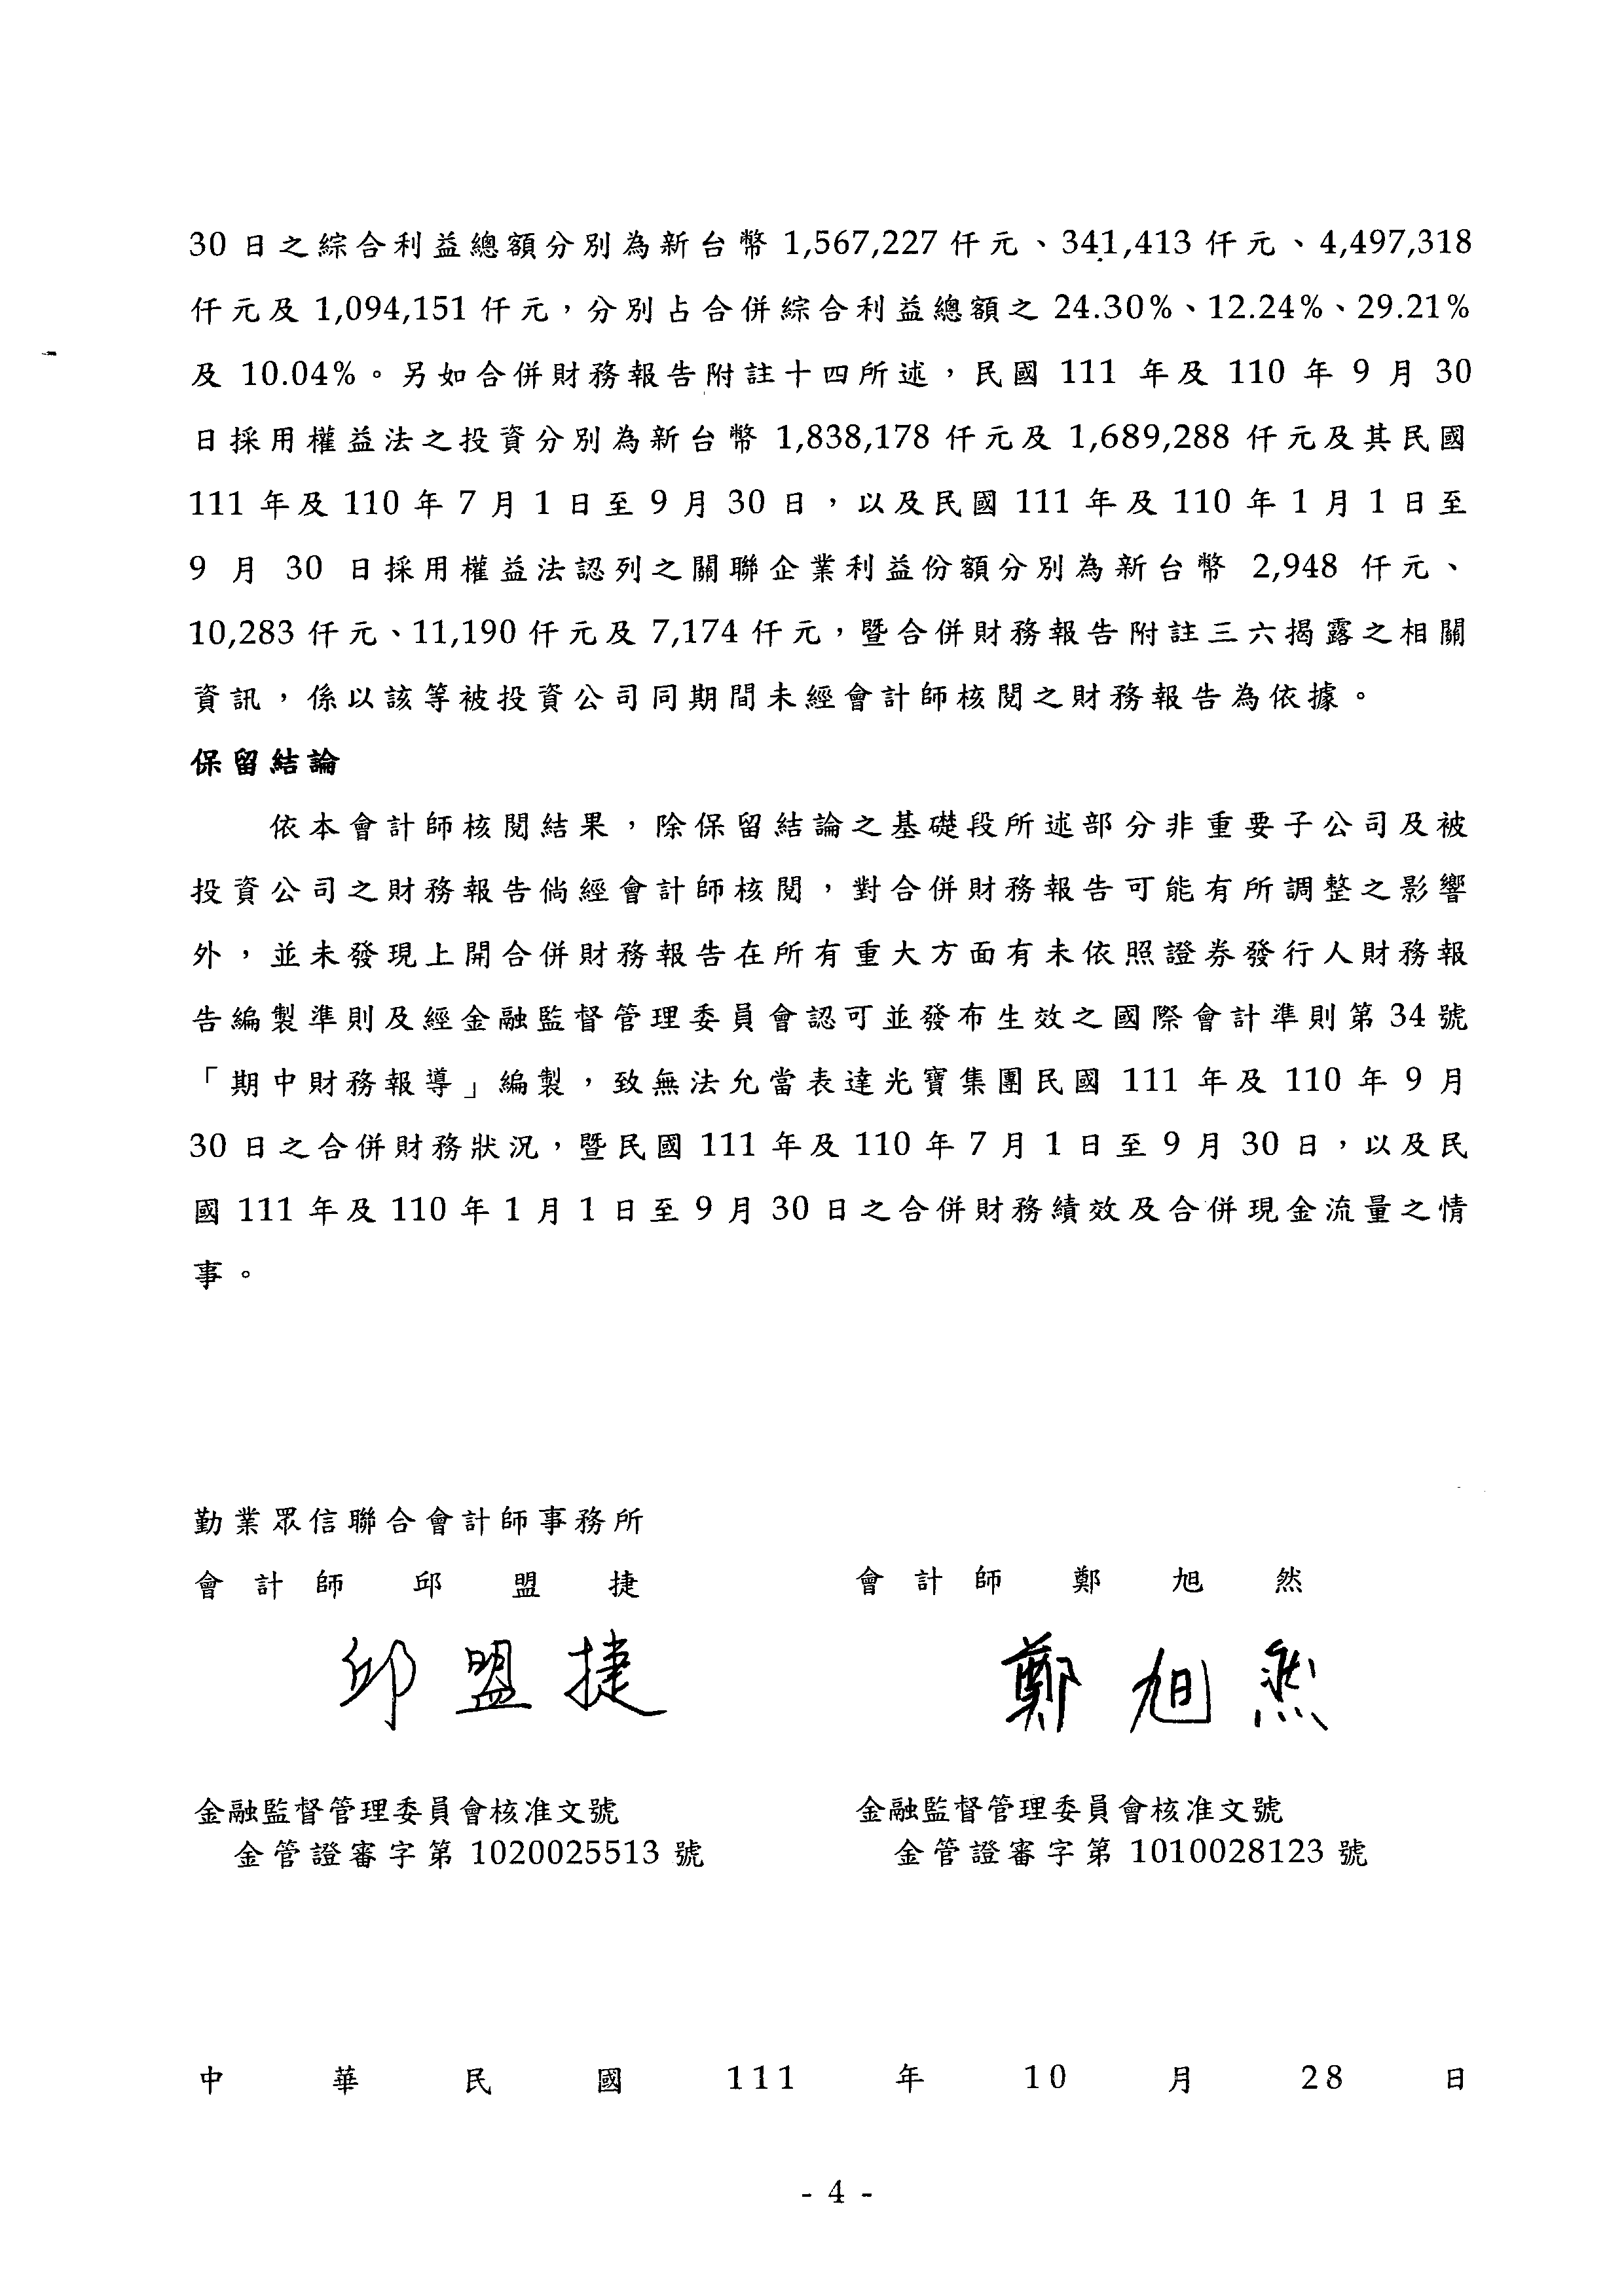 30 日之綜合利益總額分別為新台幣 1,567,227 仟元、341,413 仟元、4,497,318
仟元及 1,094,151 仟元，分別占合併綜合利益總額之 24.30%、12.24%、29.21%
及 10.04%。另如合併財務報告附註十四所述，民國 111 年及 110 年 9 月 30
日採用權益法之投資分別為新台幣 1,838,178 仟元及 1,689,288 仟元及其民國
111 年及 110 年 7 月 1 日至 9 月 30 日，以及民國 111 年及 110 年 1 月 1 日至
9 月 30 日採用權益法認列之關聯企業利益份額分別為新台幣 2,948 仟元、
10,283 仟元、11,190 仟元及 7,174 仟元，暨合併財務報告附註三六揭露之相關
資訊，係以該等被投資公司同期間未經會計師核閱之財務報告為依據。
保留結論
依本會計師核閱結果，除保留結論之基礎段所述部分非重要子公司及被
投資公司之財務報告倘經會計師核閱，對合併財務報告可能有所調整之影響
外，並未發現上開合併財務報告在所有重大方面有未依照證券發行人財務報
告編製準則及經金融監督管理委員會認可並發布生效之國際會計準則第 34 號
「期中財務報導」編製，致無法允當表達光寶集團民國 111 年及 110 年 9 月
30 日之合併財務狀況，暨民國 111 年及 110 年 7 月 1 日至 9 月 30 日，以及民
國 111 年及 110 年 1 月 1 日至 9 月 30 日之合併財務績效及合併現金流量之情
事。
勤業眾信聯合會計師事務所
會計師 邱盟捷
會計師 鄭旭然
邱盟捷
鄭旭然
金融監督管理委員會核准文號
金管證審字第 1020025513 號
金融監督管理委員會核准文號
金管證審字第 1010028123 號
中華民國 111 年 10 月 28 日
- 4 -